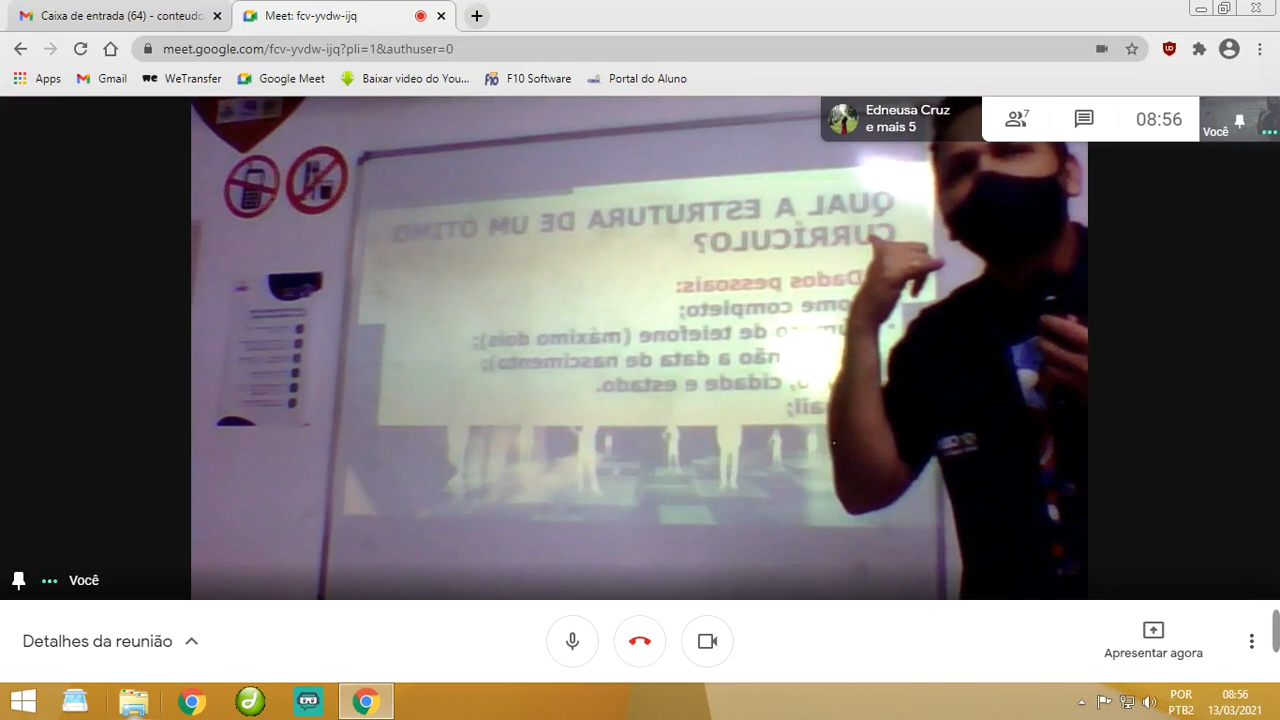 Caixa de entrada (64) - conteudo
Meet: fcv-yvdw-ijq
meet.google.com/fcv-yvdw-ijq?pli=1&authuser=0
Apps
Gmail
WeTransfer
Google Meet
Baixar video do You...
F10 Software
Portal do Aluno
Edneusa Cruz
e mais 5
7
08:56
Você
QUAL A ESTRUTURA DE UM ÓTIMO
CURRÍCULO?
Dados pessoais:
completo;
de telefone (máximo dois);
não a data de nascimento);
cidade e estado.
Você
Detalhes da reunião
Apresentar agora
POR
PTB2
08:56
13/03/2021